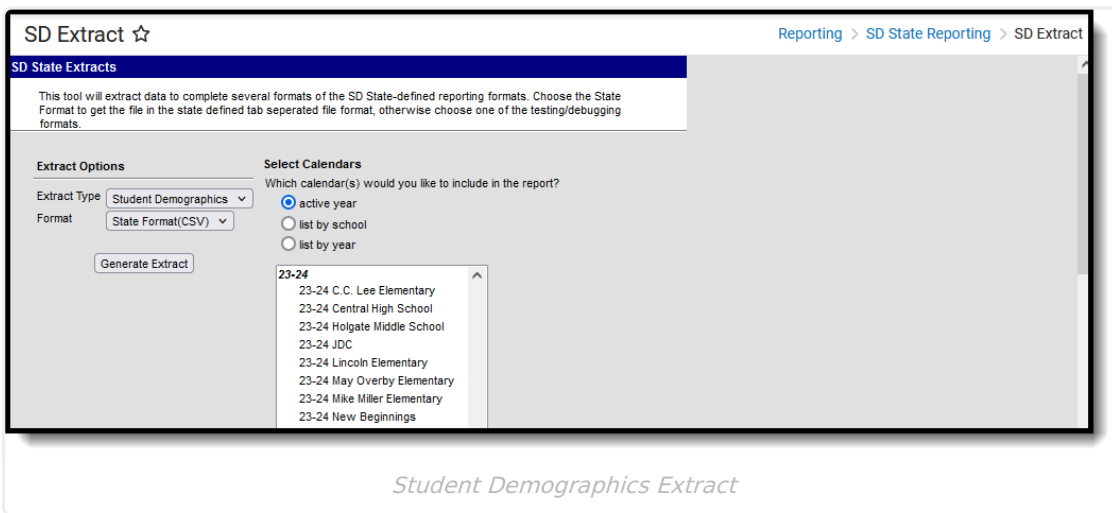 SD Extract ☆
Reporting > SD State Reporting > SD Extract
SD State Extracts
This tool will extract data to complete several formats of the SD State-defined reporting formats. Choose the State
Format to get the file in the state defined tab seperated file format, otherwise choose one of the testing/debugging
formats.
Extract Options
Extract Type Student Demographics
Format State Format(CSV)
Generate Extract
Select Calendars
Which calendar(s) would you like to include in the report?
active year
list by school
list by year
23-24
23-24 C.C. Lee Elementary
23-24 Central High School
23-24 Holgate Middle School
23-24 JDC
23-24 Lincoln Elementary
23-24 May Overby Elementary
23-24 Mike Miller Elementary
23-24 New Beginnings
Student Demographics Extract